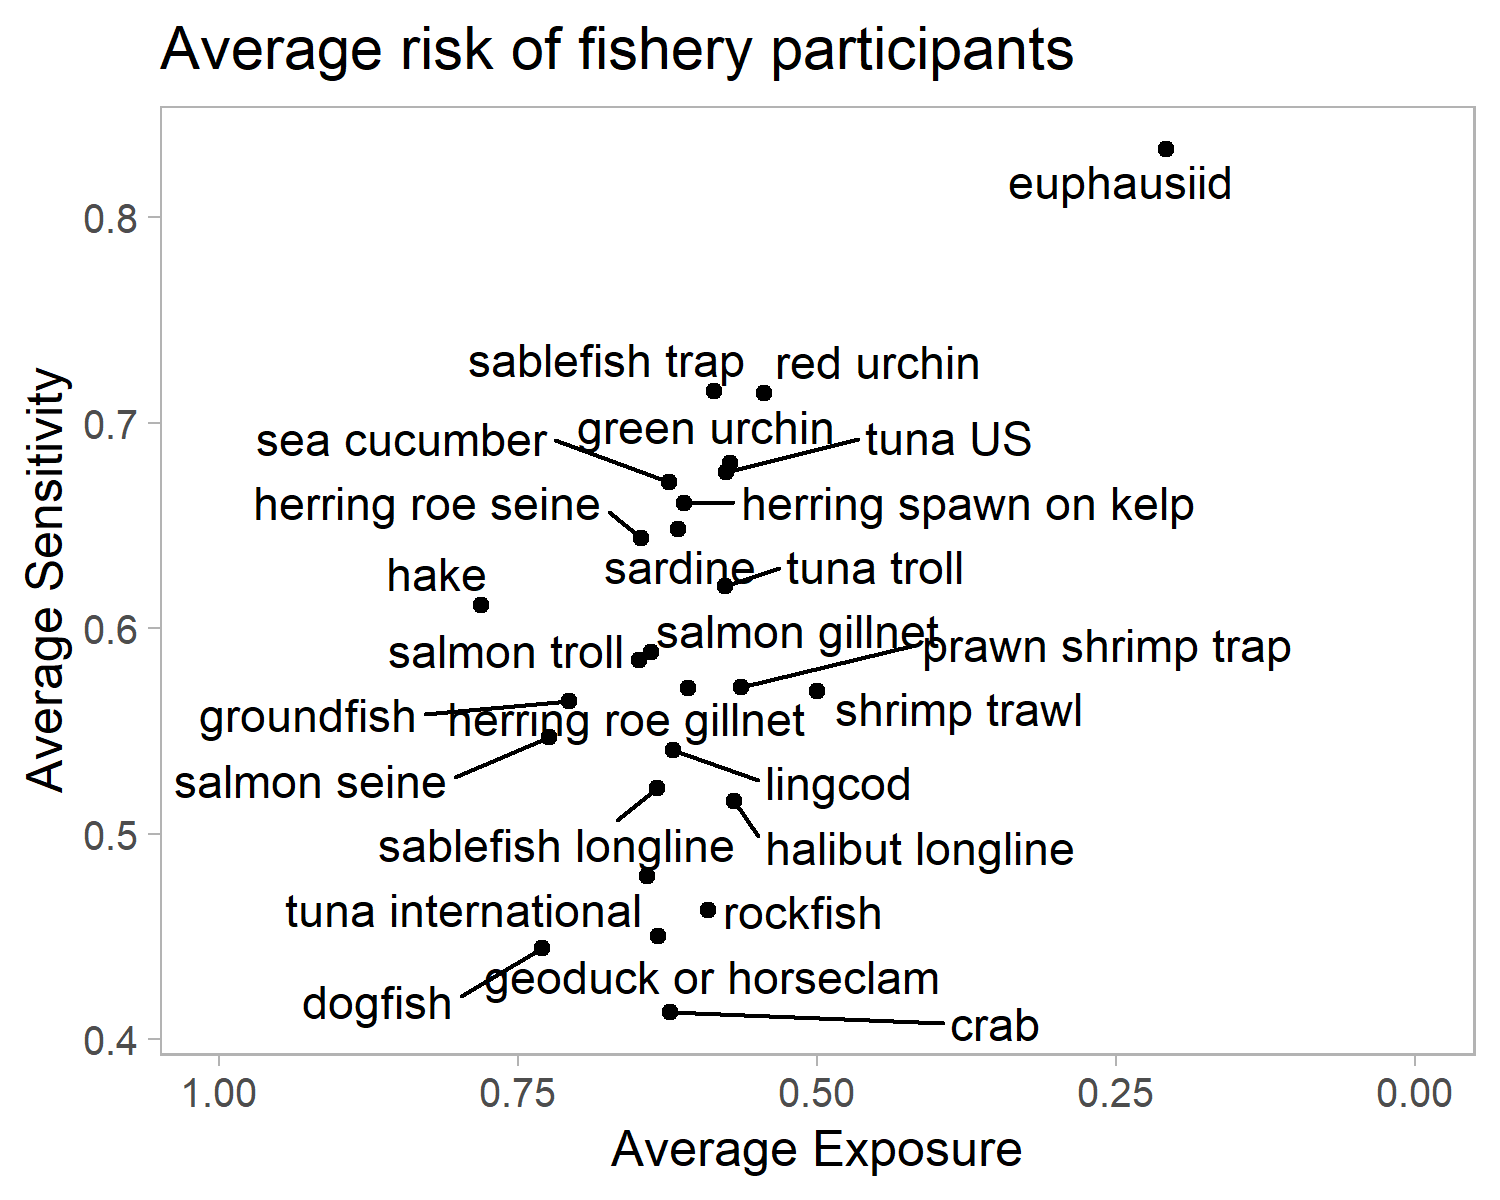 Average risk of fishery participants
euphausiid
0.8
sablefish trap
red urchin
0.7
green urchin
sea cucumber
tuna US
herring roe seine
herring spawn on kelp
sardine
tuna troll
hake
0.6
salmon gillnet
salmon troll
prawn shrimp trap
groundfish
herring roe gillnet
shrimp trawl
salmon seine
lingcod
0.5
sablefish longline
halibut longline
tuna international
rockfish
geoduck or horseclam
dogfish
crab
0.4
Average Sensitivity
1.00 0.75 0.50 0.25 0.00
Average Exposure